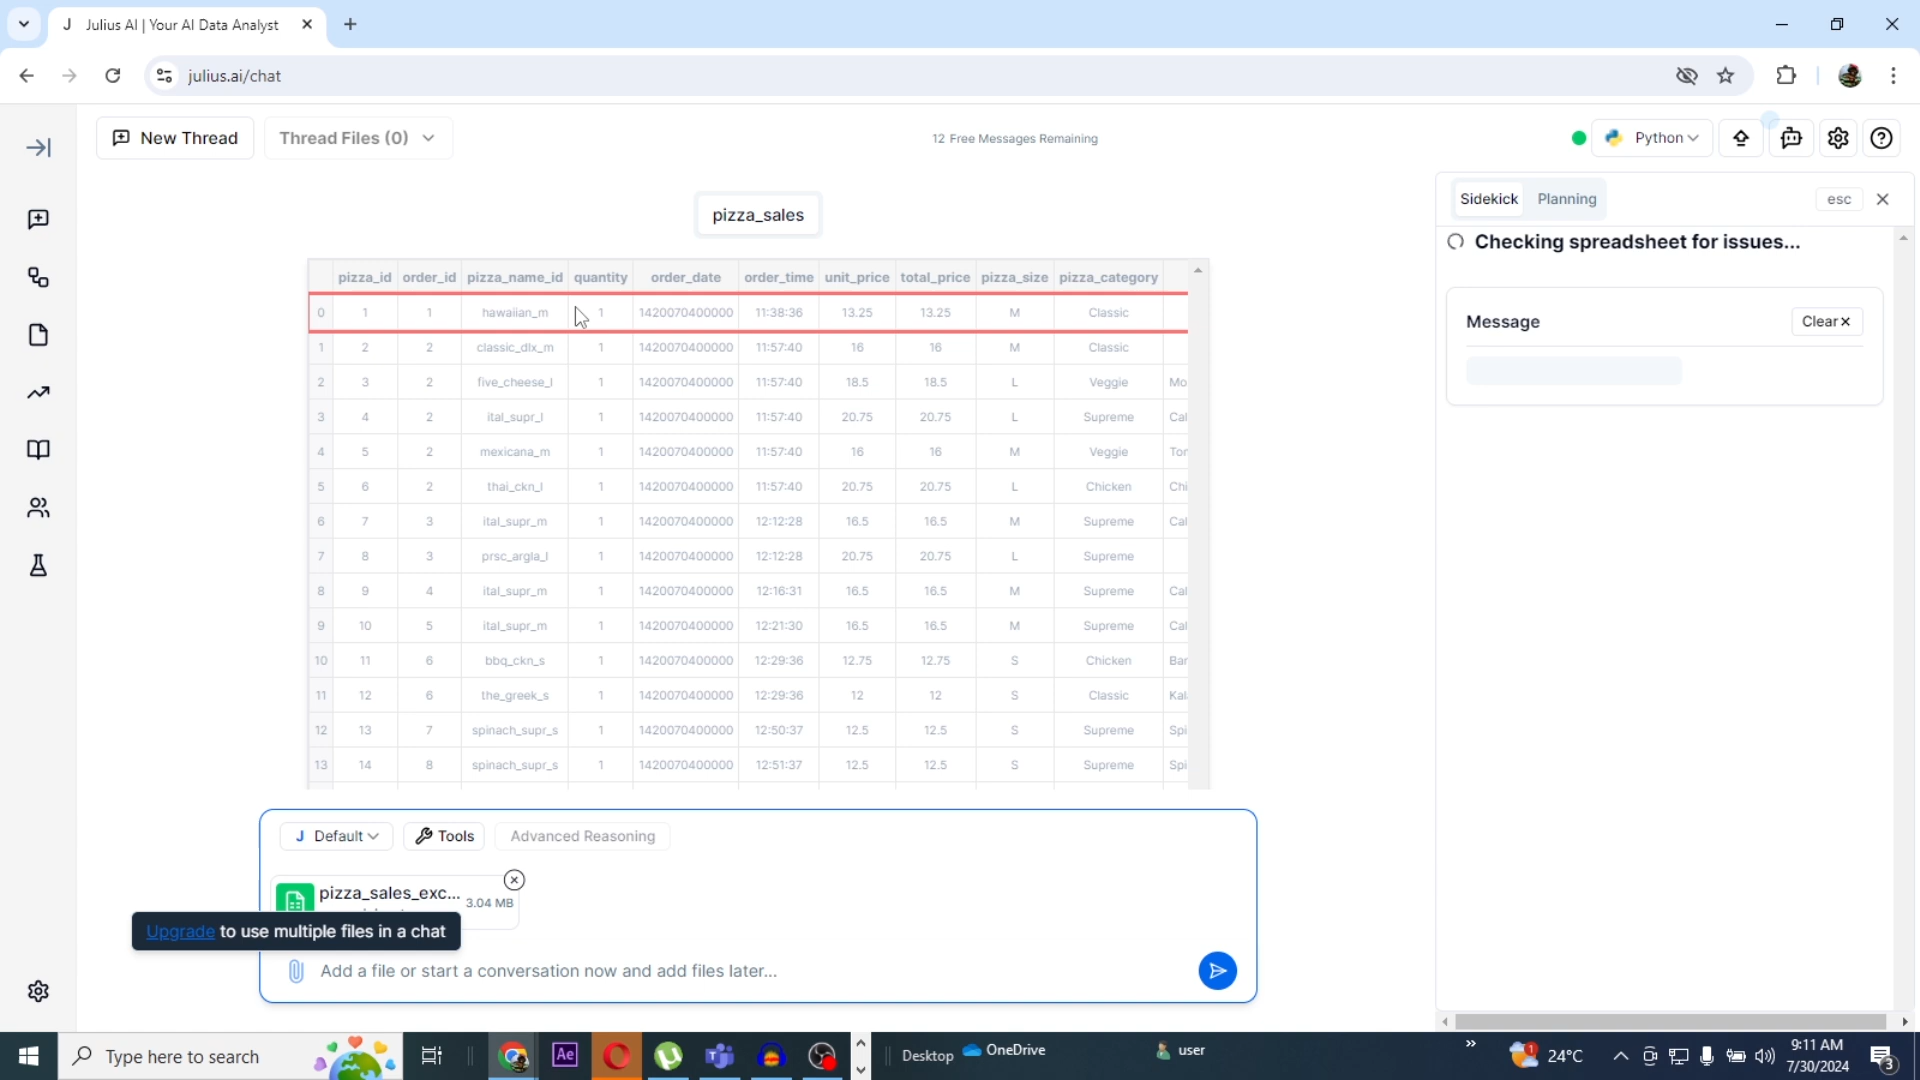 J Julius AI | Your AI Data Analyst
julius.ai/chat
New Thread
Thread Files (0)
12 Free Messages Remaining
Python
pizza_sales
Sidekick Planning esc
Checking spreadsheet for issues...
Message Clear
pizza_id order_id pizza_name_id quantity order_date order_time unit_price total_price pizza_size pizza_category
0 1 1 hawaiian_m 1 1420070400000 11:38:36 13.25 13.25 M Classic
1 2 2 classic_dlx_m 1 1420070400000 11:57:40 16 16 M Classic
2 3 2 five_cheese_l 1 1420070400000 11:57:40 18.5 18.5 L Veggie Mo
3 4 2 ital_supr_l 1 1420070400000 11:57:40 20.75 20.75 L Supreme Cal
4 5 2 mexicana_m 1 1420070400000 11:57:40 16 16 M Veggie Tor
5 6 2 thai_ckn_l 1 1420070400000 11:57:40 20.75 20.75 L Chicken Chi
6 7 3 ital_supr_m 1 1420070400000 12:12:28 16.5 16.5 M Supreme Cal
7 8 3 prsc_argla_l 1 1420070400000 12:12:28 20.75 20.75 L Supreme
8 9 4 ital_supr_m 1 1420070400000 12:16:31 16.5 16.5 M Supreme Cal
9 10 5 ital_supr_m 1 1420070400000 12:21:30 16.5 16.5 M Supreme Cal
10 11 6 bbq_ckn_s 1 1420070400000 12:29:36 12.75 12.75 S Chicken Bar
11 12 6 the_greek_s 1 1420070400000 12:29:36 12 12 S Classic Kal
12 13 7 spinach_supr_s 1 1420070400000 12:50:37 12.5 12.5 S Supreme Spi
13 14 8 spinach_supr_s 1 1420070400000 12:51:37 12.5 12.5 S Supreme Spi
J Default Tools Advanced Reasoning
pizza_sales_exc... 3.04 MB
Upgrade to use multiple files in a chat
Add a file or start a conversation now and add files later...
Type here to search
Ae
Desktop OneDrive user
1 24°C
9:11 AM
7/30/2024
3